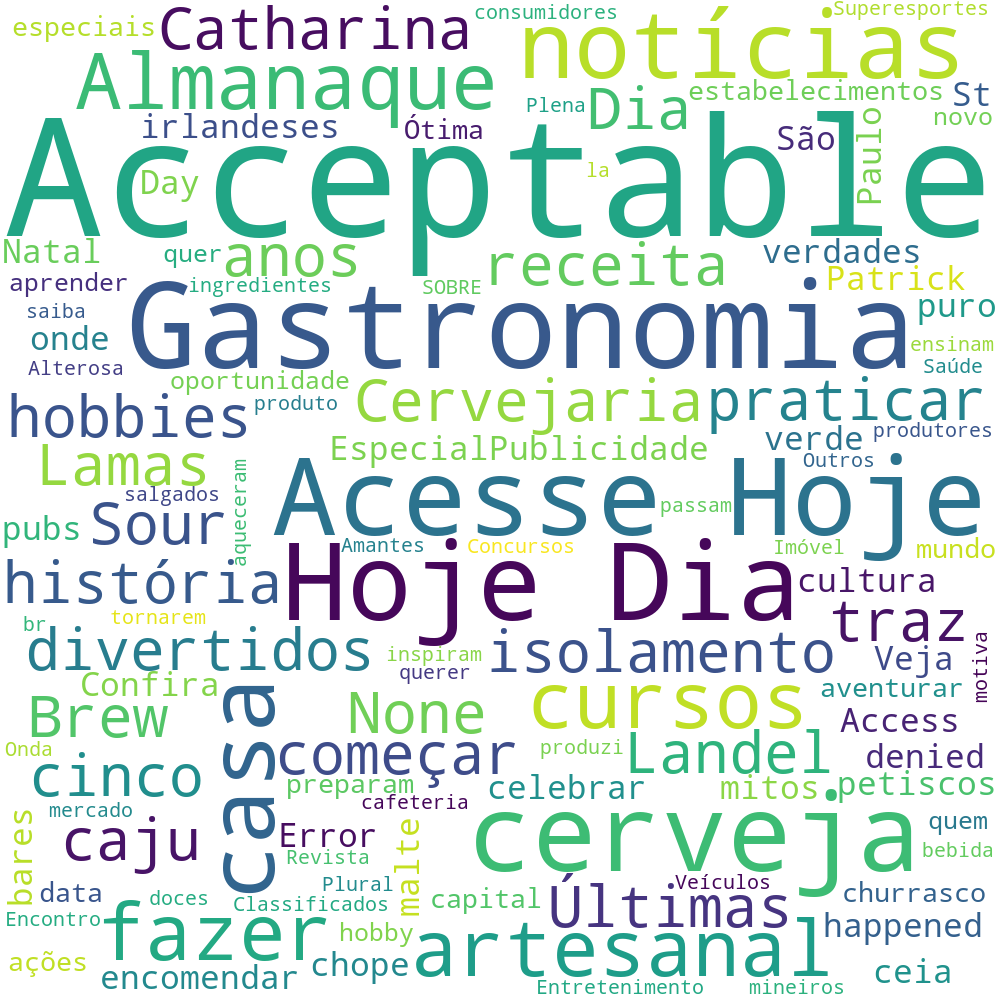 especiais
Catharina
consumidores
Superesportes
notícias
Almanaque
Plena
Dia
estabelecimentos
St
novo
irlandeses
Ótima
São
Paulo
Acceptable
Day
la
Natal
quer
anos
receita
verdades
aprender
ingredientes
SOBRE
Patrick
saiba
Gastronomia
puro
onde
ensinam
Alterosa
Saúde
oportunidade
hobbies
produto
Cervejaria
praticar
Lamas
EspecialPublicidade
verde
produtores
Outros
salgados
aqueceram
Acesse Hoje
pubs
Sour
passam
Amantes
Concursos
Imóvel
mundo
história
Hoje Dia
cultura
tornarem
br
traz
divertidos
inspiram
isolamento
Veja
motiva
querer
Confira
casa
aventurar
Brew
None
cursos
Access
Onda
começar
produzi
Landel
denied
cinco
preparam
celebrar
mitos
petiscos
mercado
cafeteria
bares
caju
Error
malte
cerveja
quem
Revista
bebida
data
doces
Plural
Veículos
churrasco
Classificados
capital
Últimas
Encontro
fazer
hobby
happened
artesanal
ações
encomendar
chope
ceia
Entretenimento
mineiros